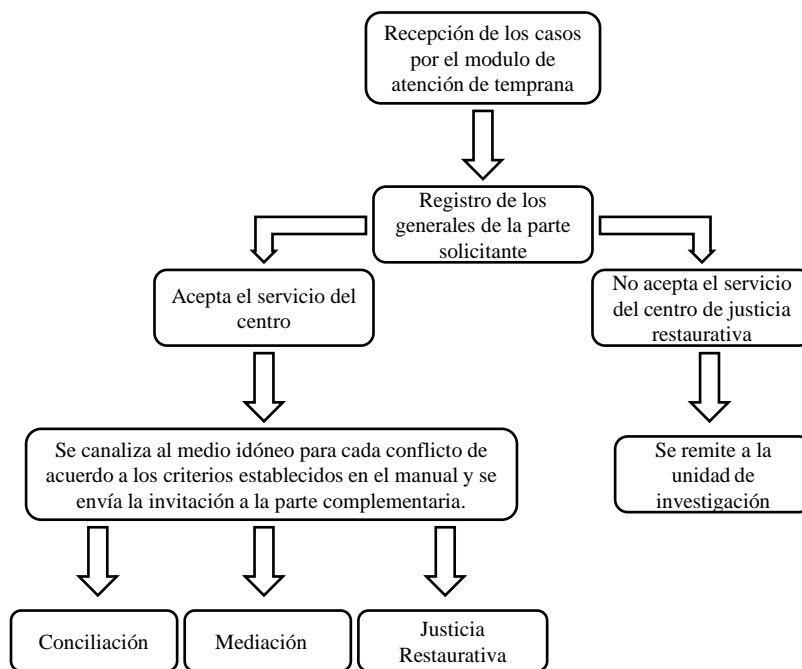 Recepción de los casos
por el modulo de
atención de temprana
Registro de los
generales de la parte
solicitante
Acepta el servicio del
centro
No acepta el servicio
del centro de justicia
restaurativa
Se canaliza al medio idóneo para cada conflicto de
acuerdo a los criterios establecidos en el manual y se
envía la invitación a la parte complementaria.
Se remite a la
unidad de
investigación
Conciliación
Mediación
Justicia
Restaurativa